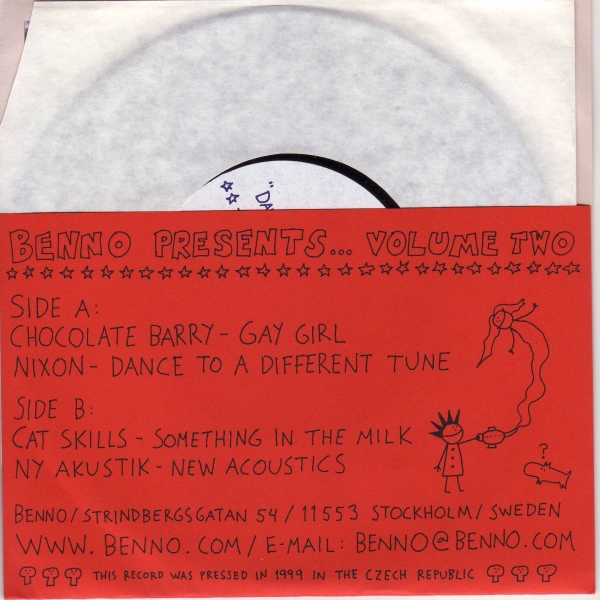 "DA
BENNO PRESENTS... VOLUME TWO
SIDE A:
CHOCOLATE BARRY - GAY GIRL
NIXON - DANCE TO A DIFFERENT TUNE
SIDE B:
CAT SKILLS - SOMETHING IN THE MILK
NY AKUSTIK - NEW ACOUSTICS
?
BENNO / STRINDBERGSGATAN 54 / 11553 STOCKHOLM / SWEDEN
WWW. BENNO. COM / E-MAIL: BENNO@BENNO.COM
THIS RECORD WAS PRESSED IN 1999 IN THE CZECH REPUBLIC